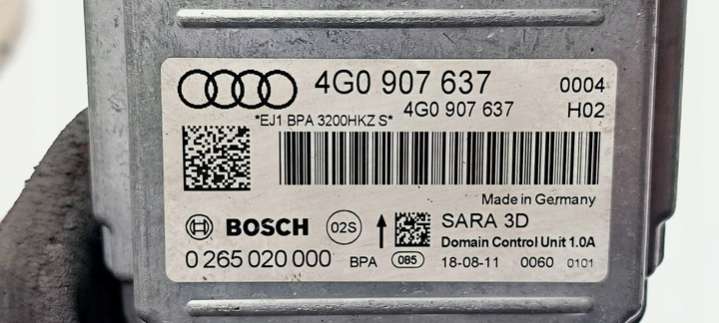 4G0 907 637 0004
4G0 907 637 H02
*EJ1 BPA 3200HKZ S*
Made in Germany
BOSCH 02S SARA 3D
Domain Control Unit 1.0A
0 265 020 000 BPA 085 18-08-11 0060 0101